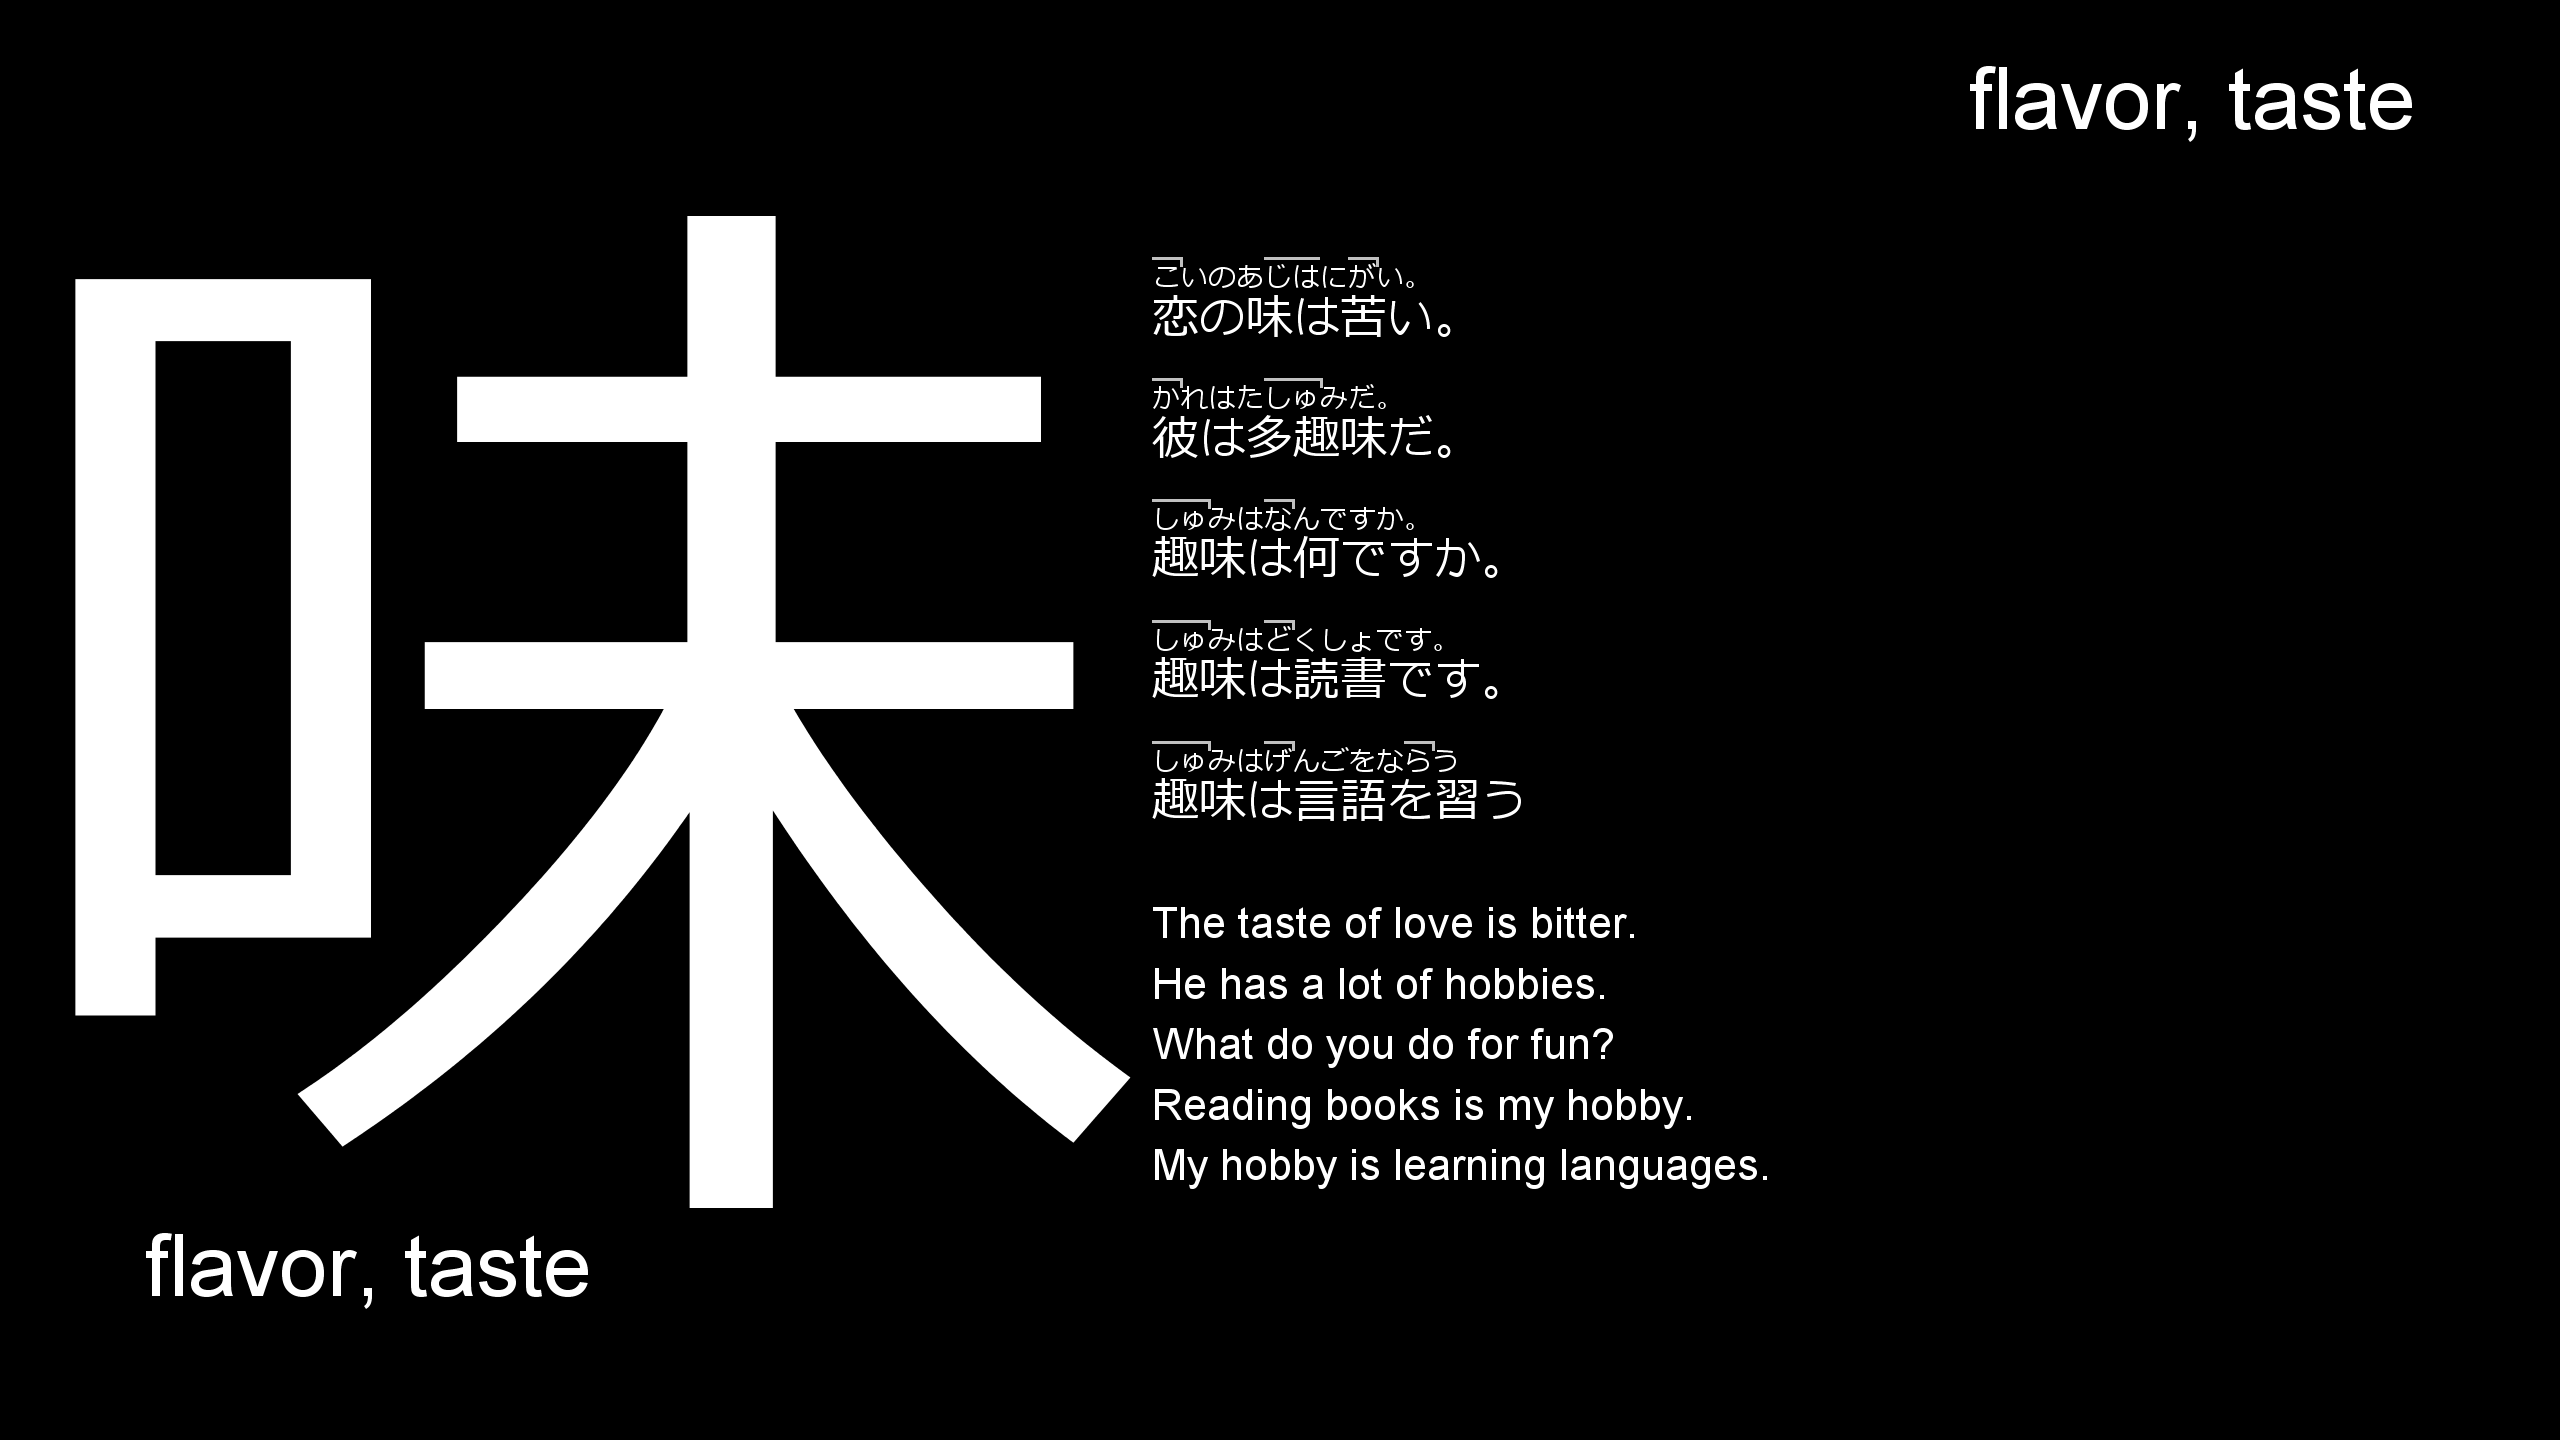 flavor, taste
味
こいのあじはにがい。
恋の味は苦い。
かれはたしゅみだ。
彼は多趣味だ。
しゅみはなんですか。
趣味は何ですか。
しゅみはどくしょです。
趣味は読書です。
しゅみはげんごをならう
趣味は言語を習う
The taste of love is bitter.
He has a lot of hobbies.
What do you do for fun?
Reading books is my hobby.
My hobby is learning languages.
flavor, taste